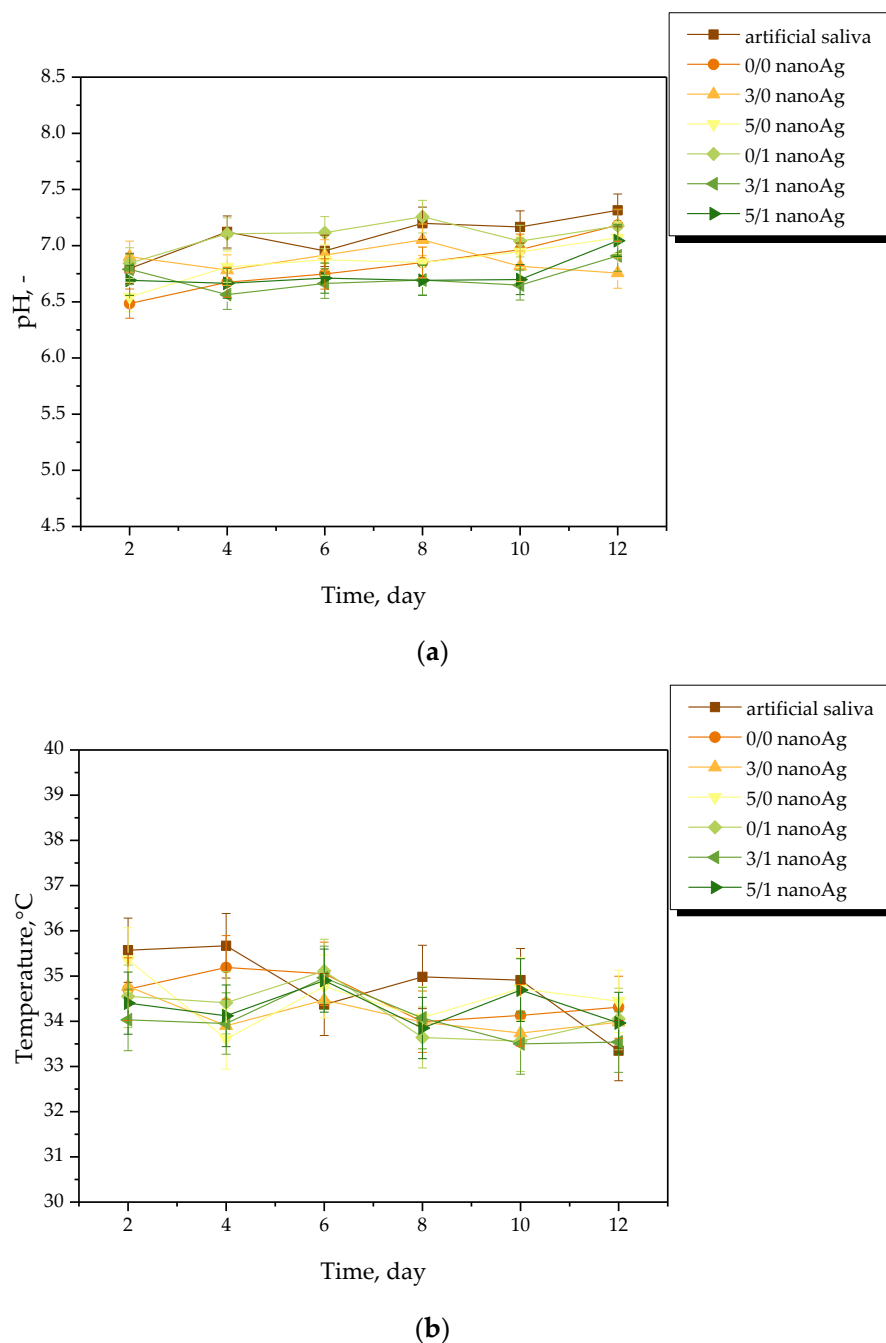 artificial saliva
0/0 nanoAg
3/0 nanoAg
5/0 nanoAg
0/1 nanoAg
3/1 nanoAg
5/1 nanoAg
8.5
8.0
7.5
7.0
6.5
6.0
5.5
5.0
4.5
pH, -
2 4 6 8 10 12
Time, day
(a)
artificial saliva
0/0 nanoAg
3/0 nanoAg
5/0 nanoAg
0/1 nanoAg
3/1 nanoAg
5/1 nanoAg
40
39
38
37
36
35
34
33
32
31
30
Temperature,°C
2 4 6 8 10 12
Time, day
(b)